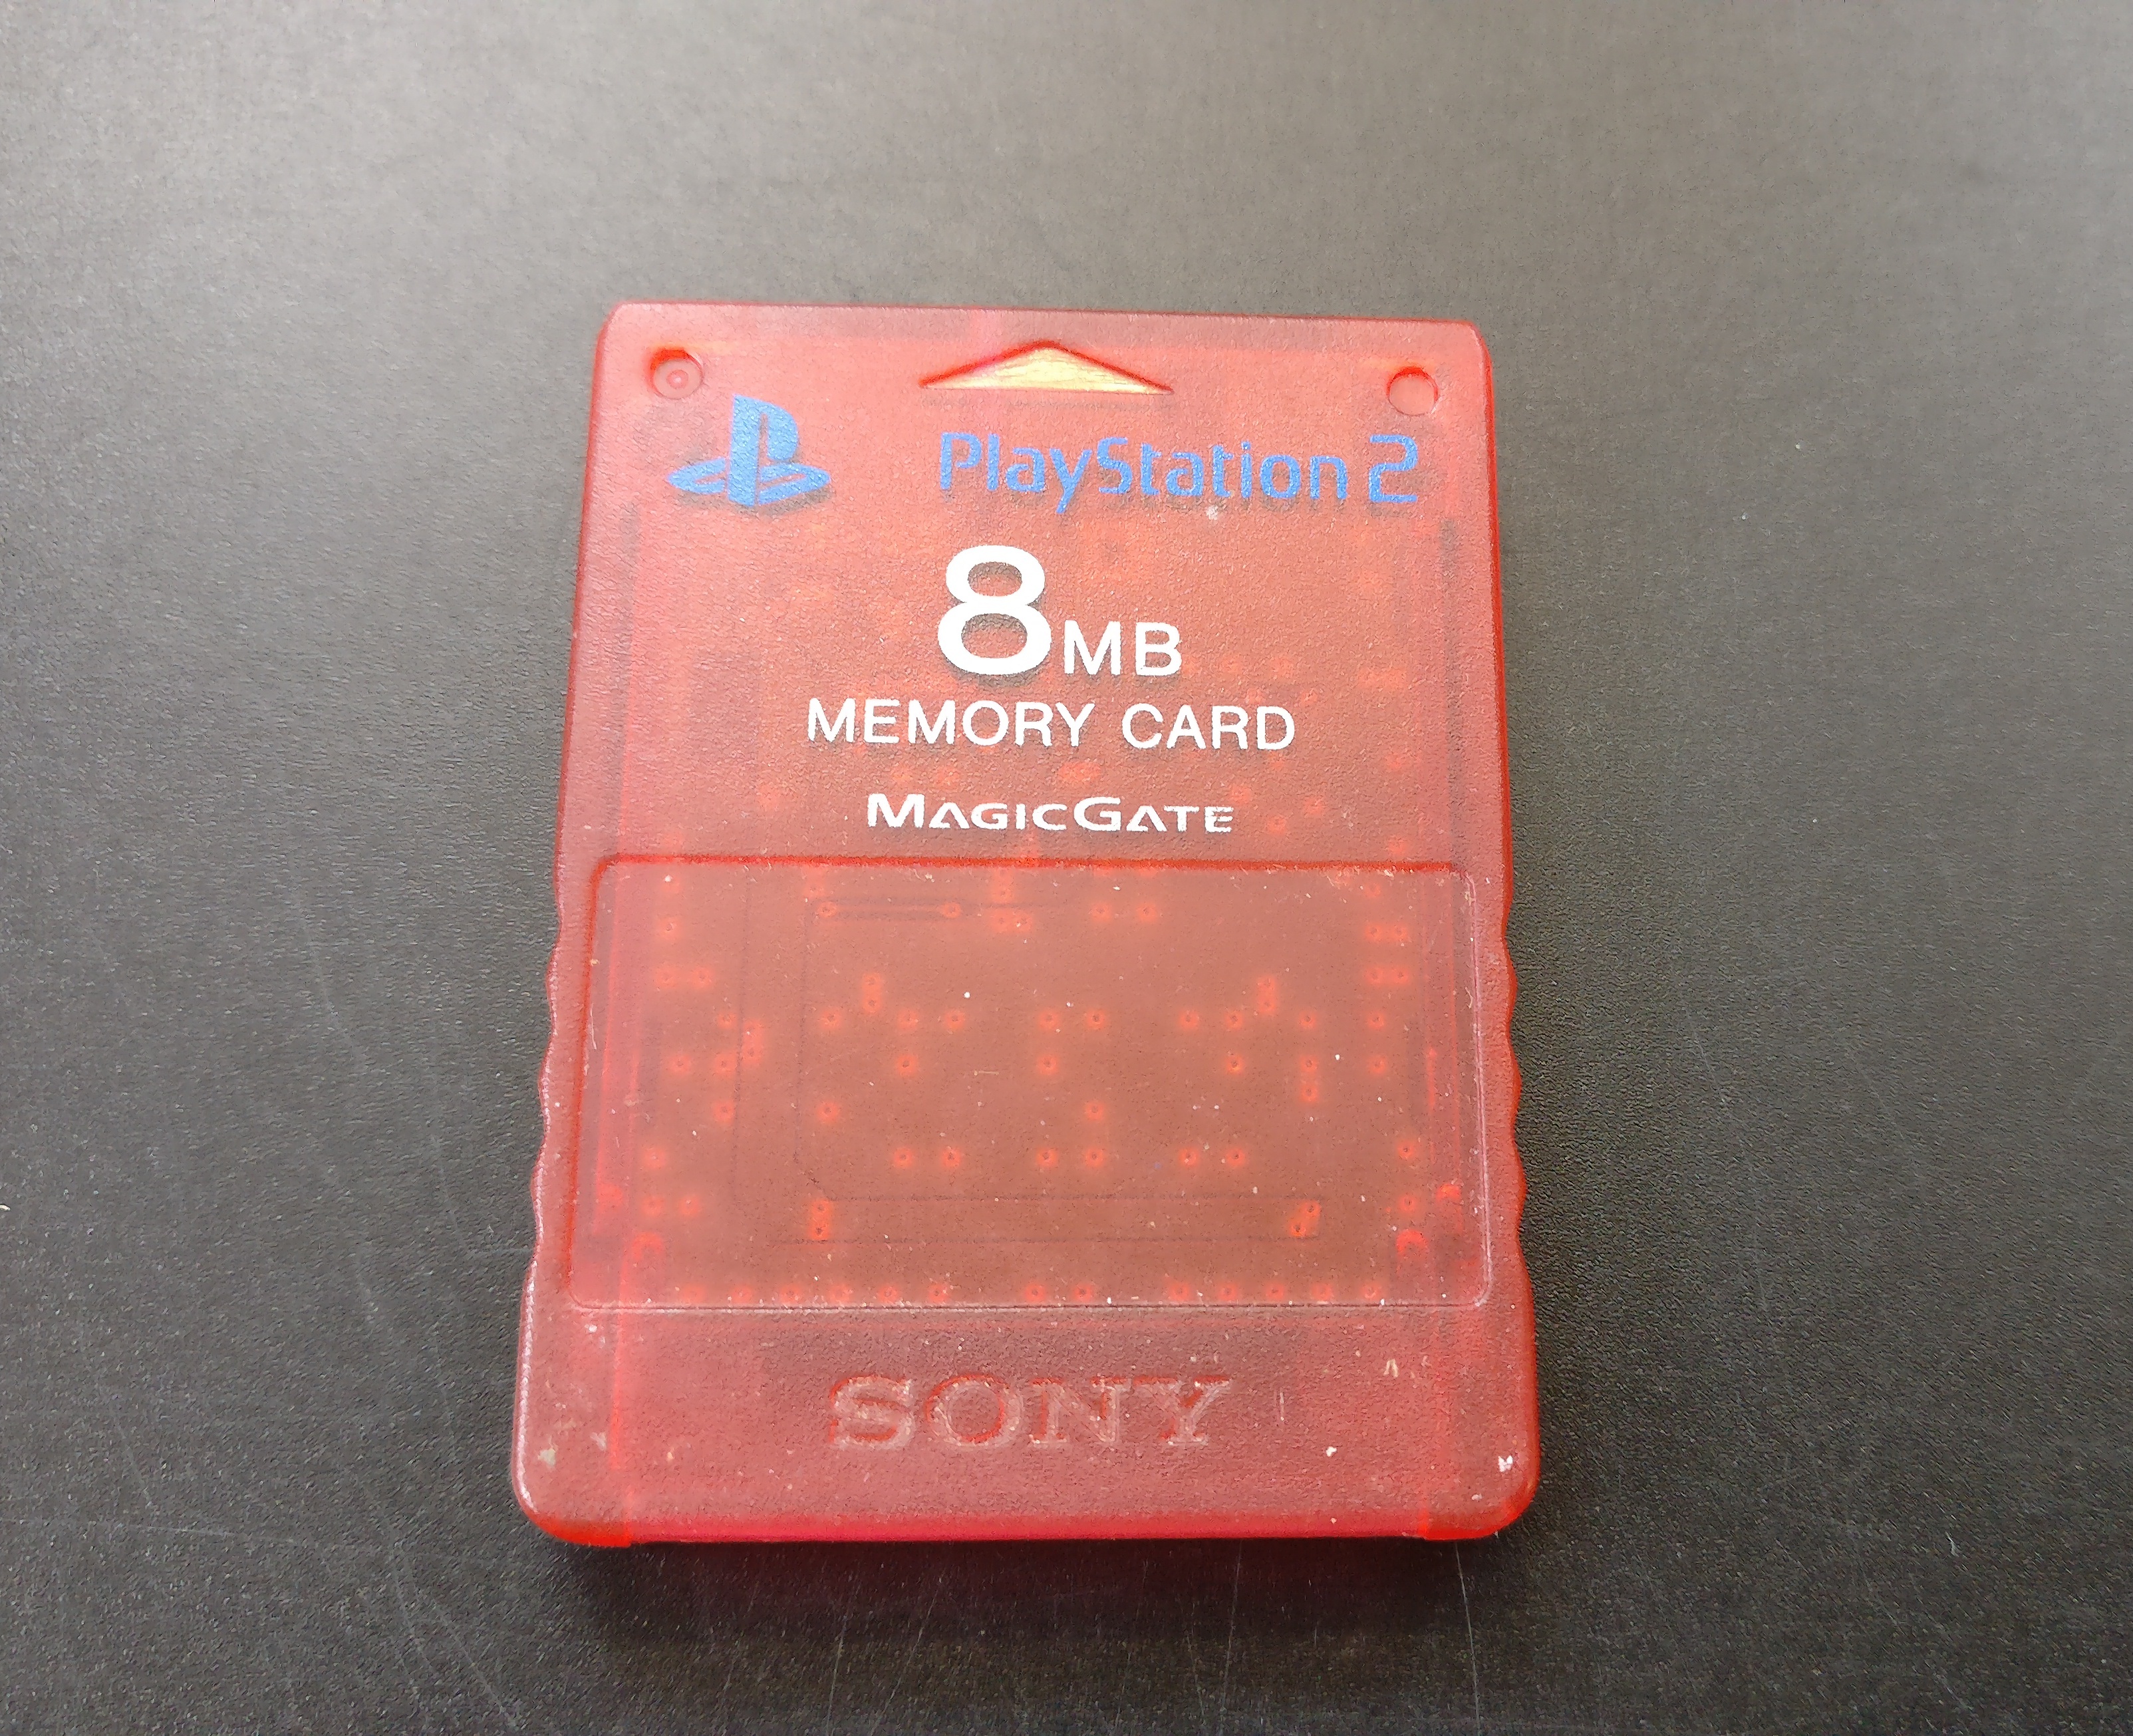 PlayStation 2
8MB
MEMORY CARD
MAGICGATE
SONY